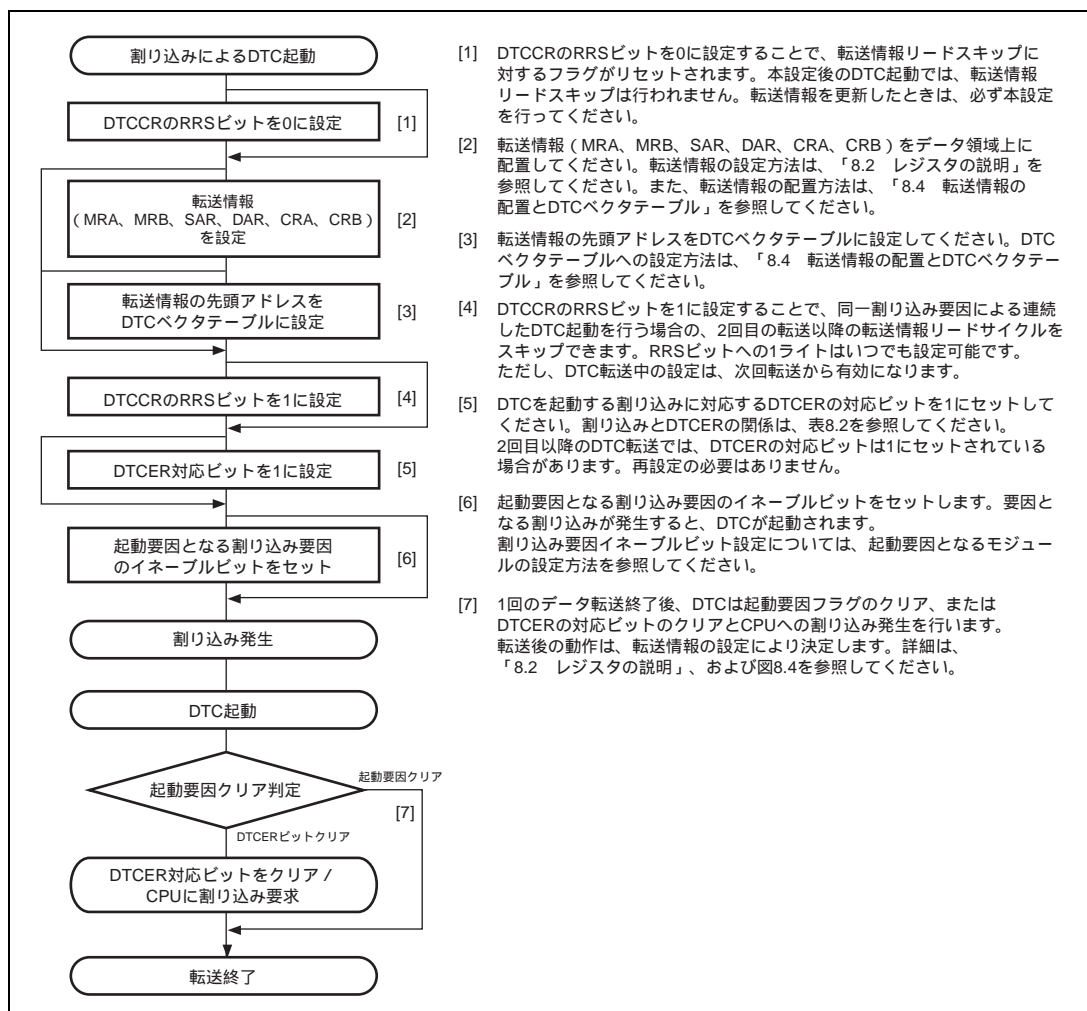 割り込みによるDTC起動
DTCCRのRRSビットを0に設定
[1]
転送情報
(MRA、MRB、SAR、DAR、CRA、CRB)
を設定
[2]
転送情報の先頭アドレスを
DTCベクタテーブルに設定
[3]
DTCCRのRRSビットを1に設定
[4]
DTCER対応ビットを1に設定
[5]
起動要因となる割り込み要因
のイネーブルビットをセット
[6]
割り込み発生
DTC起動
起動要因クリア判定
起動要因クリア
[7]
DTCERビットクリア
DTCER対応ビットをクリア /
CPUに割り込み要求
転送終了
[1] DTCCRのRRSビットを0に設定することで、転送情報リードスキップに
対するフラグがリセットされます。本設定後のDTC起動では、転送情報
リードスキップは行われません。転送情報を更新したときは、必ず本設定
を行ってください。
[2] 転送情報(MRA、MRB、SAR、DAR、CRA、CRB)をデータ領域上に
配置してください。転送情報の設定方法は、「8.2 レジスタの説明」を
参照してください。また、転送情報の配置方法は、「8.4 転送情報の
配置とDTCベクタテーブル」を参照してください。
[3] 転送情報の先頭アドレスをDTCベクタテーブルに設定してください。DTC
ベクタテーブルへの設定方法は、「8.4 転送情報の配置とDTCベクタテー
ブル」を参照してください。
[4] DTCCRのRRSビットを1に設定することで、同一割り込み要因による連続
したDTC起動を行う場合の、2回目の転送以降の転送情報リードサイクルを
スキップできます。RRSビットへの1ライトはいつでも設定可能です。
ただし、DTC転送中の設定は、次回転送から有効になります。
[5] DTCを起動する割り込みに対応するDTCERの対応ビットを1にセットして
ください。割り込みとDTCERの関係は、表8.2を参照してください。
2回目以降のDTC転送では、DTCERの対応ビットは1にセットされている
場合があります。再設定の必要はありません。
[6] 起動要因となる割り込み要因のイネーブルビットをセットします。要因と
なる割り込みが発生すると、DTCが起動されます。
割り込み要因イネーブルビット設定については、起動要因となるモジュー
ルの設定方法を参照してください。
[7] 1回のデータ転送終了後、DTCは起動要因フラグのクリア、または
DTCERの対応ビットのクリアとCPUへの割り込み発生を行います。
転送後の動作は、転送情報の設定により決定します。詳細は、
「8.2 レジスタの説明」、および図8.4を参照してください。